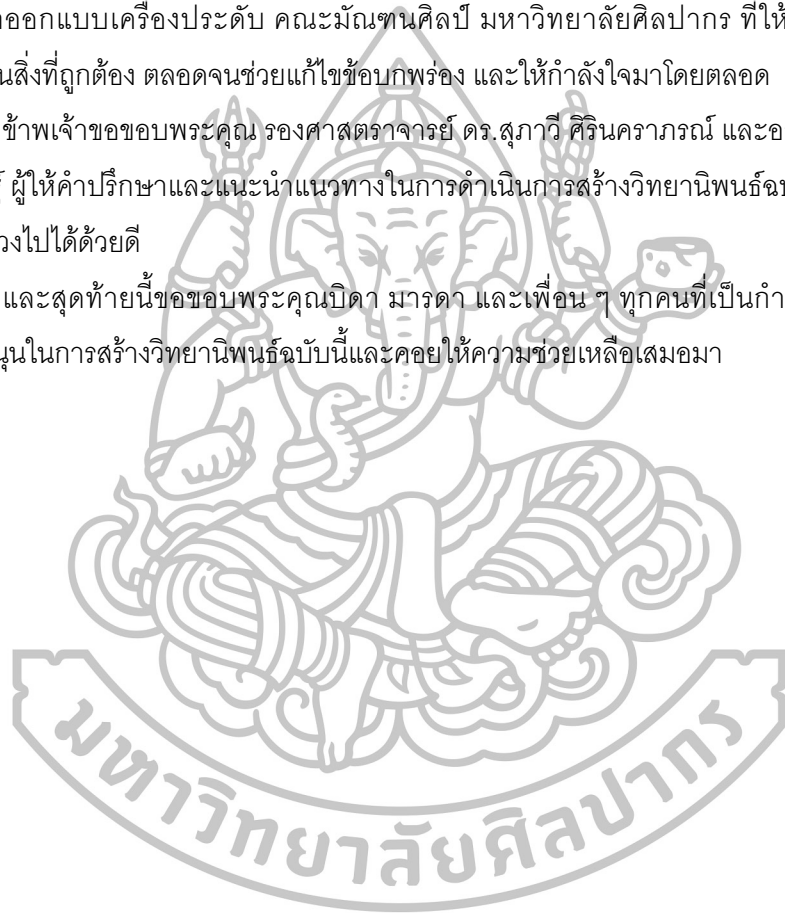 ออกแบบเครื่องประดับ คณะมัณฑนศิลป์ มหาวิทยาลัยศิลปากร ที่ให้
นสิ่งที่ถูกต้อง ตลอดจนช่วยแก้ไขข้อบกพร่อง และให้กำลังใจมาโดยตลอด
ข้าพเจ้าขอขอบพระคุณ รองศาสตราจารย์ ดร.สุภาวี ศิรินคราภรณ์ และอ
ผู้ให้คำปรึกษาและแนะนำแนวทางในการดำเนินการสร้างวิทยานิพนธ์ฉบ
วงไปได้ด้วยดี
และสุดท้ายนี้ขอขอบพระคุณบิดา มารดา และเพื่อน ๆ ทุกคนที่เป็นกำ
นุนในการสร้างวิทยานิพนธ์ฉบับนี้และคอยให้ความช่วยเหลือเสมอมา
มหาวิทยาลัยศิลปากร